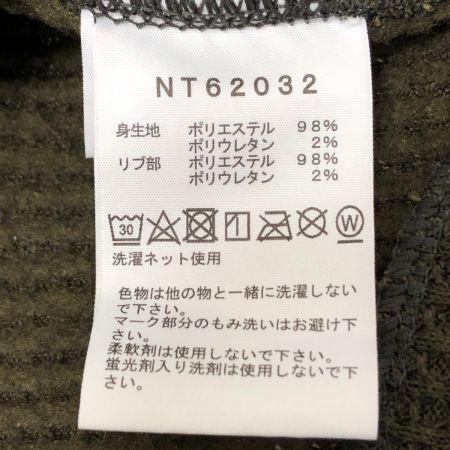 NT62032
身生地 ポリエステル 98%
ポリウレタン 2%
リブ部 ポリエステル 98%
ポリウレタン 2%
30 W
洗濯ネット使用
色物は他の物と一緒に洗濯しない
で下さい。
マーク部分のもみ洗いはお避け下
さい。
柔軟剤は使用しないで下さい。
蛍光剤入り洗剤は使用しないで下
さい。